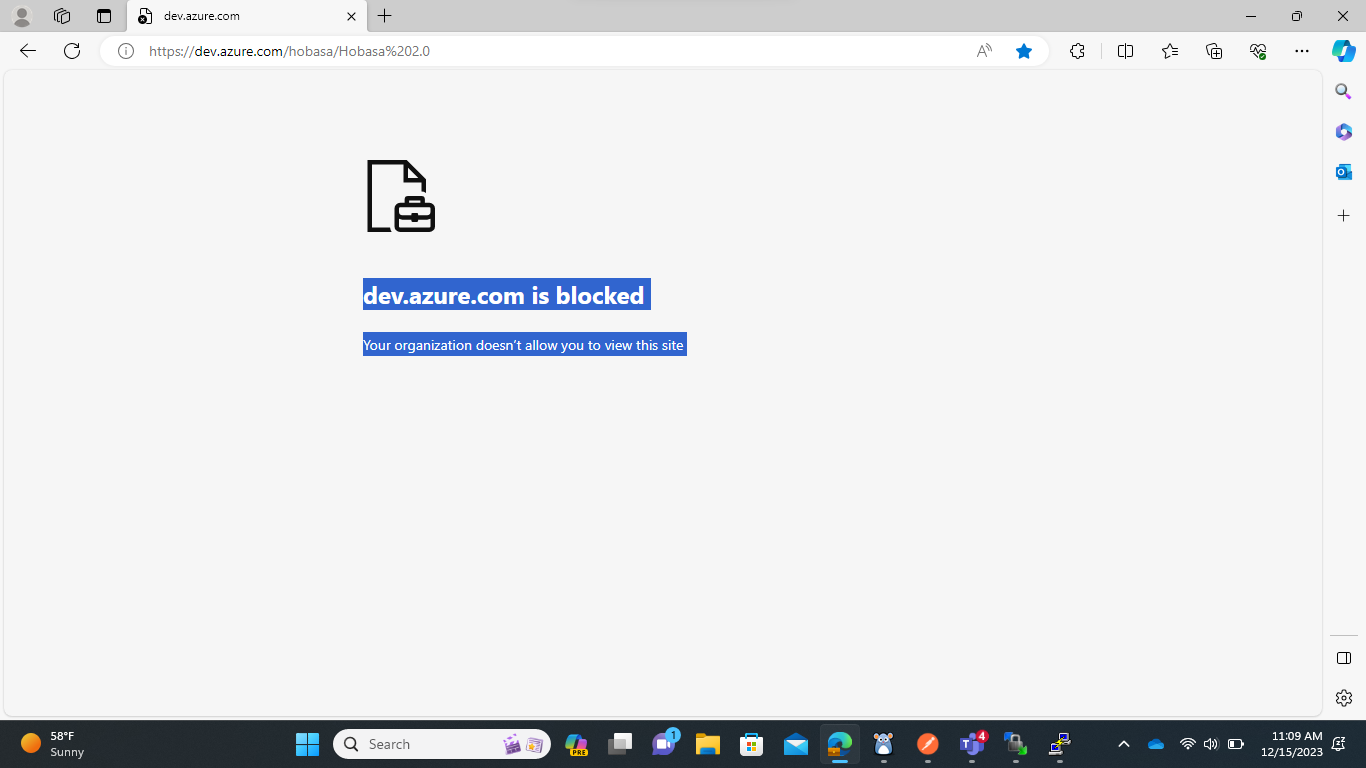 dev.azure.com
https://dev.azure.com/hobasa/Hobasa%202.0
dev.azure.com is blocked
Your organization doesn't allow you to view this site
58°F
Sunny
Search
PRE
1
4
11:09 AM
12/15/2023